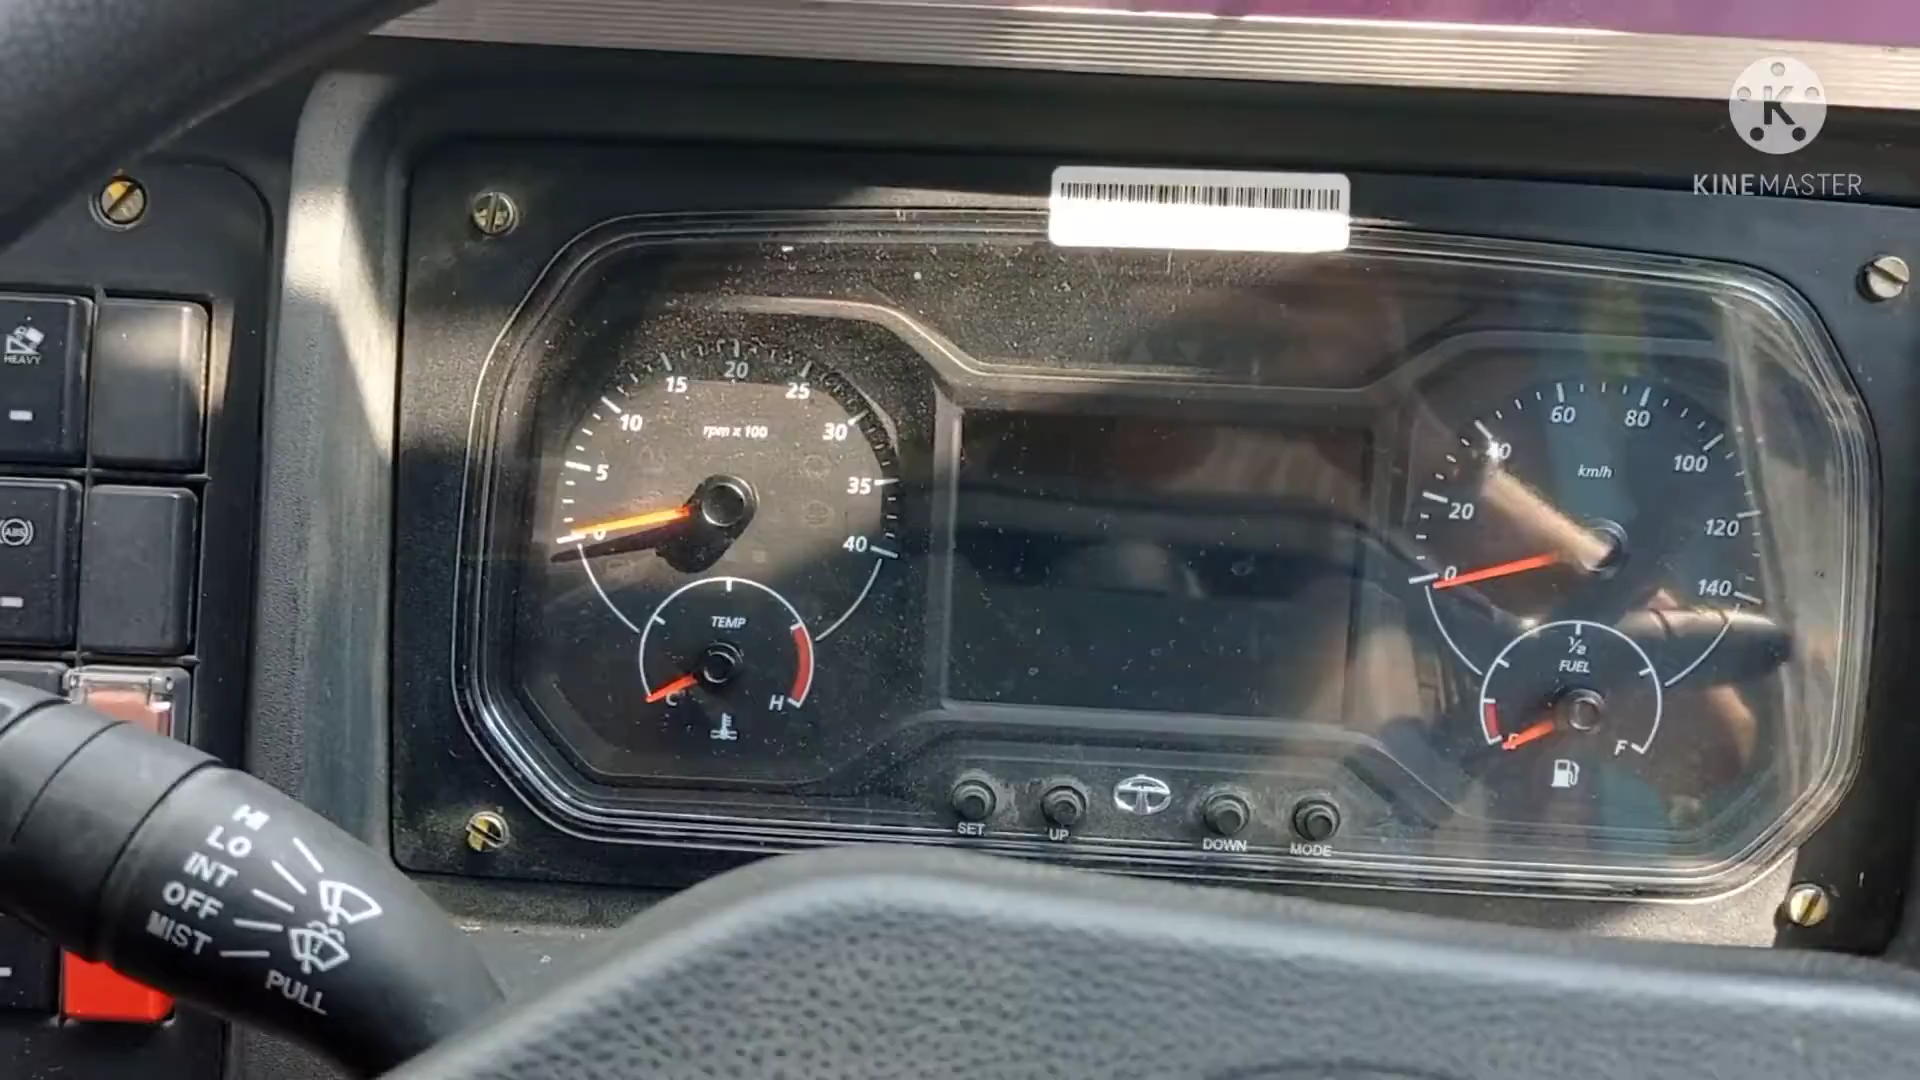 KINEMASTER
HEAVY
ABS
0
5
10
15
20
25
30
35
40
rpm x 100
TEMP
C
H
0
20
40
60
80
100
120
140
km/h
1/2
FUEL
F
SET
UP
DOWN
MODE
HI
LO
INT
OFF
MIST
PULL